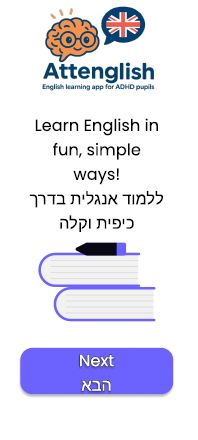 Attenglish
English learning app for ADHD pupils
Learn English in
fun, simple
ways!
ללמוד אנגלית בדרך
כיפית וקלה
Next
הבא